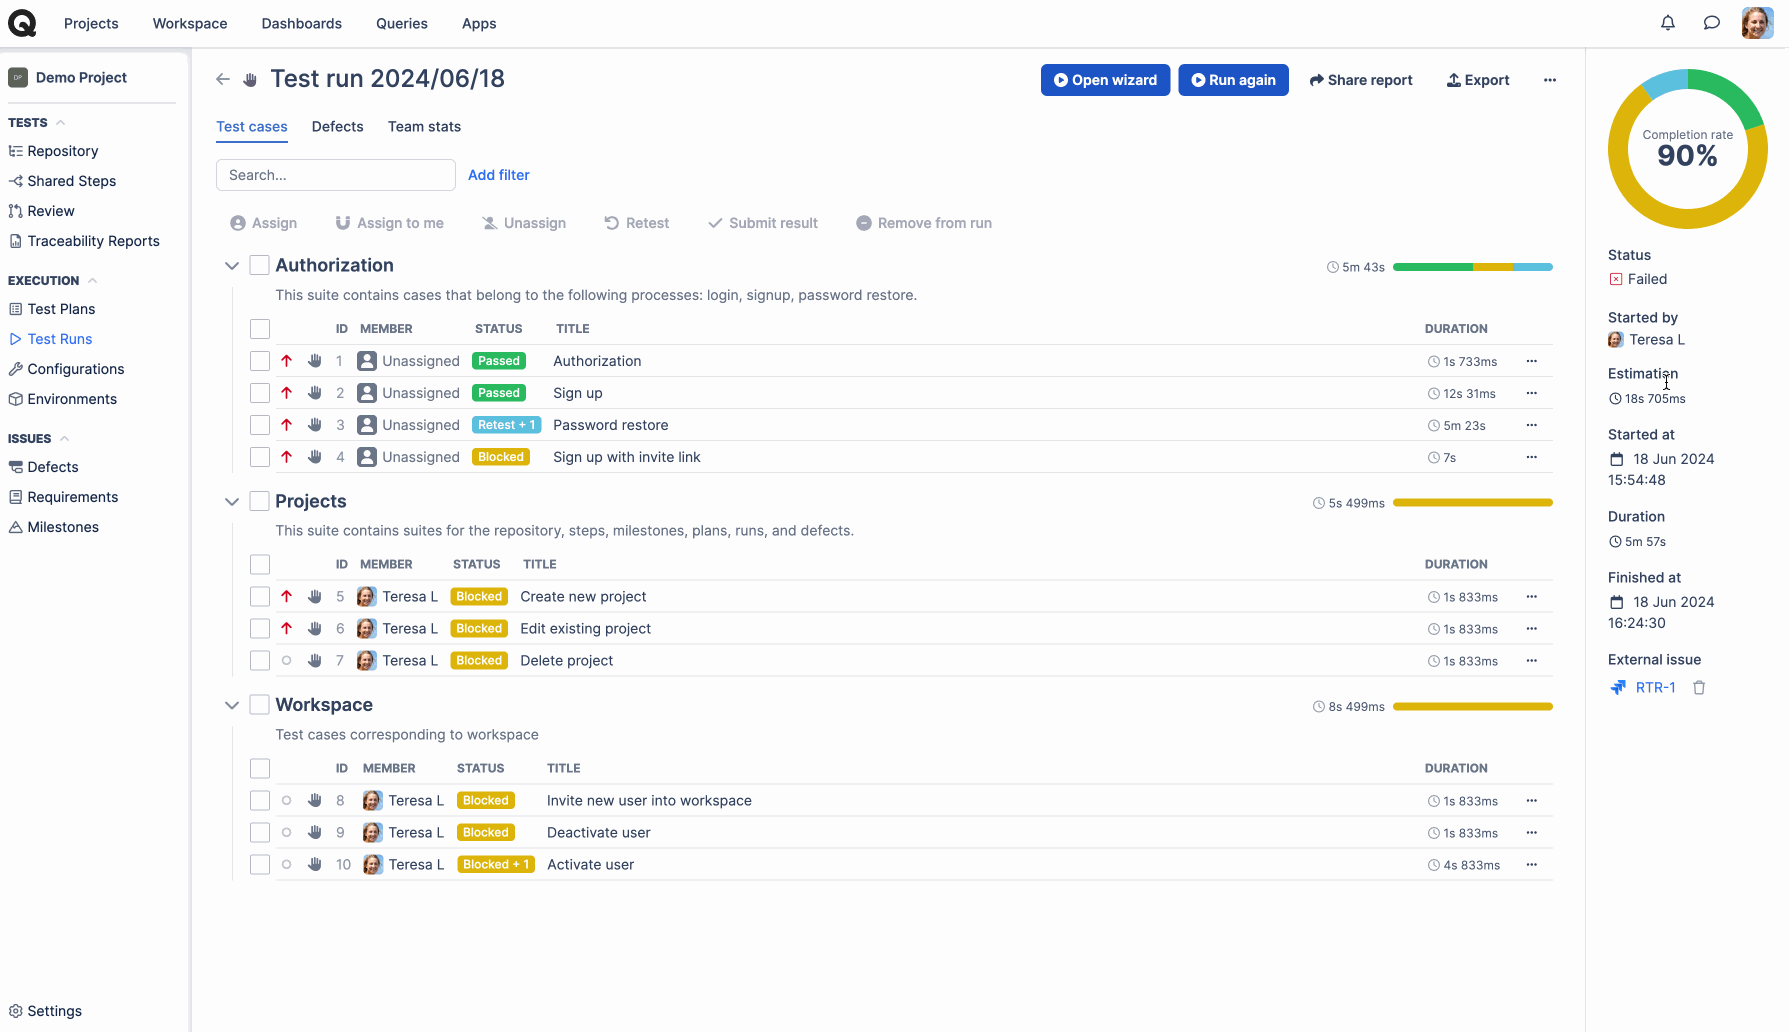 Projects Workspace Dashboards Queries Apps
DP Demo Project
TESTS
Repository
Shared Steps
Review
Traceability Reports
EXECUTION
Test Plans
Test Runs
Configurations
Environments
ISSUES
Defects
Requirements
Milestones
Settings
Test run 2024/06/18
Open wizard Run again Share report Export
Test cases Defects Team stats
Search... Add filter
Assign Assign to me Unassign Retest Submit result Remove from run
Authorization 5m 43s
This suite contains cases that belong to the following processes: login, signup, password restore.
ID MEMBER STATUS TITLE DURATION
1 Unassigned Passed Authorization 1s 733ms
2 Unassigned Passed Sign up 12s 31ms
3 Unassigned Retest + 1 Password restore 5m 23s
4 Unassigned Blocked Sign up with invite link 7s
Projects 5s 499ms
This suite contains suites for the repository, steps, milestones, plans, runs, and defects.
ID MEMBER STATUS TITLE DURATION
5 Teresa L Blocked Create new project 1s 833ms
6 Teresa L Blocked Edit existing project 1s 833ms
7 Teresa L Blocked Delete project 1s 833ms
Workspace 8s 499ms
Test cases corresponding to workspace
ID MEMBER STATUS TITLE DURATION
8 Teresa L Blocked Invite new user into workspace 1s 833ms
9 Teresa L Blocked Deactivate user 1s 833ms
10 Teresa L Blocked + 1 Activate user 4s 833ms
Completion rate
90%
Status
Failed
Started by
Teresa L
Estimation
18s 705ms
Started at
18 Jun 2024
15:54:48
Duration
5m 57s
Finished at
18 Jun 2024
16:24:30
External issue
RTR-1